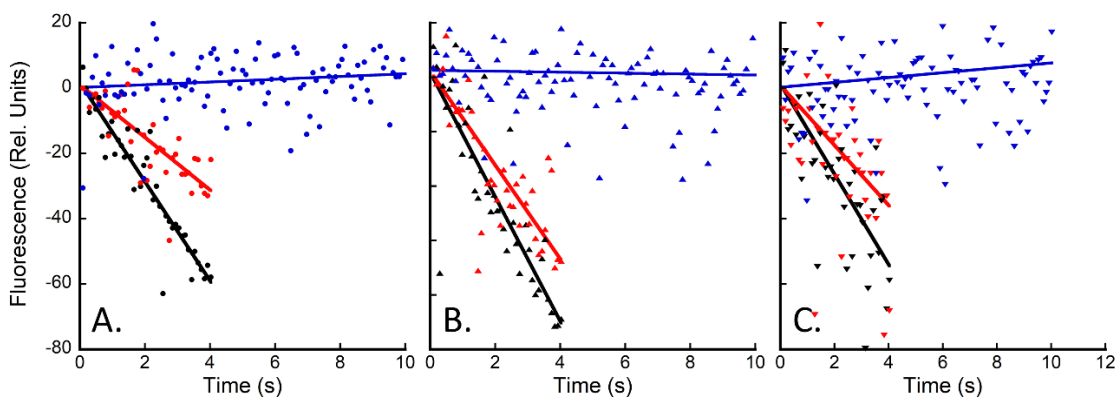 Fluorescence (Rel. Units)
20
0
-20
-40
-60
-80
A.
0 2 4 6 8 10
Time (s)
B.
0 2 4 6 8 10
Time (s)
C.
0 2 4 6 8 10 12
Time (s)